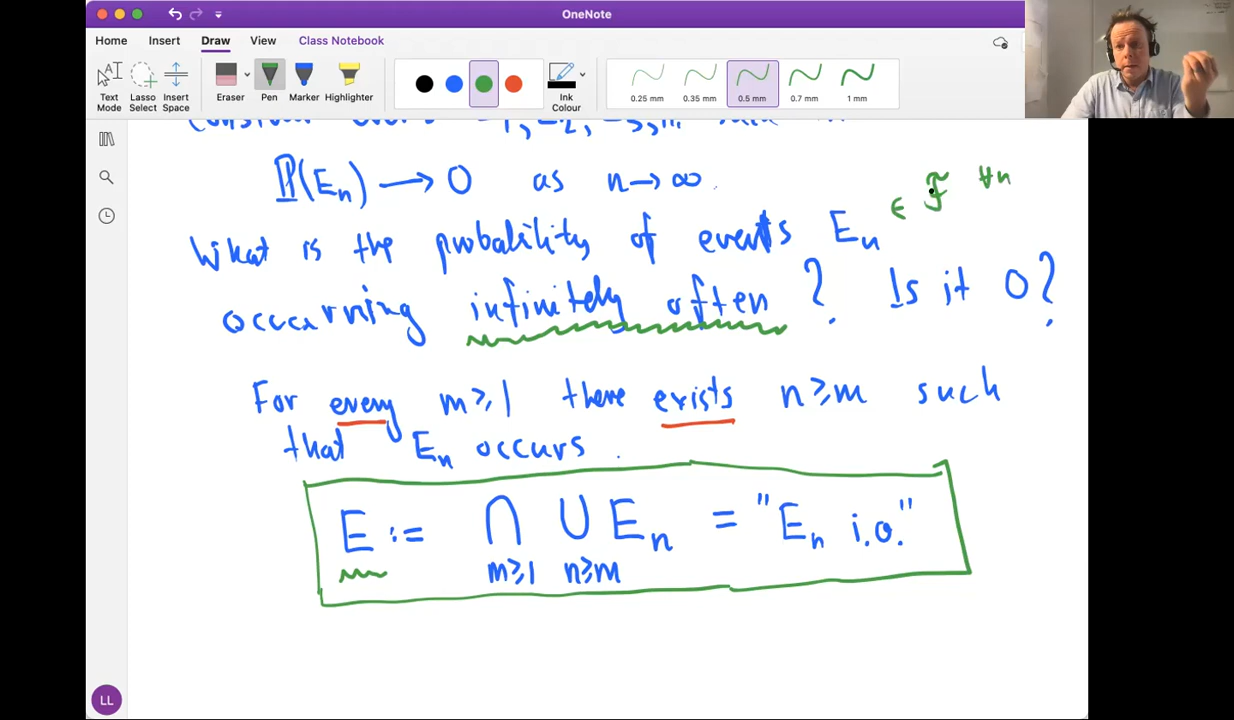 OneNote
Home Insert Draw View Class Notebook
Text Mode Lasso Select Insert Space Eraser Pen Marker Highlighter Ink Colour 0.25 mm 0.35 mm 0.5 mm 0.7 mm 1 mm
ℙ(Eₙ) → 0 as n → ∞.
What is the probability of events Eₙ ∈ ℱ ∀n
occurring infinitely often? Is it 0?
For every m ≥ 1 there exists n ≥ m such
that Eₙ occurs.
E := ⋂ ⋃ Eₙ = "Eₙ i.o."
m≥1 n≥m
LL